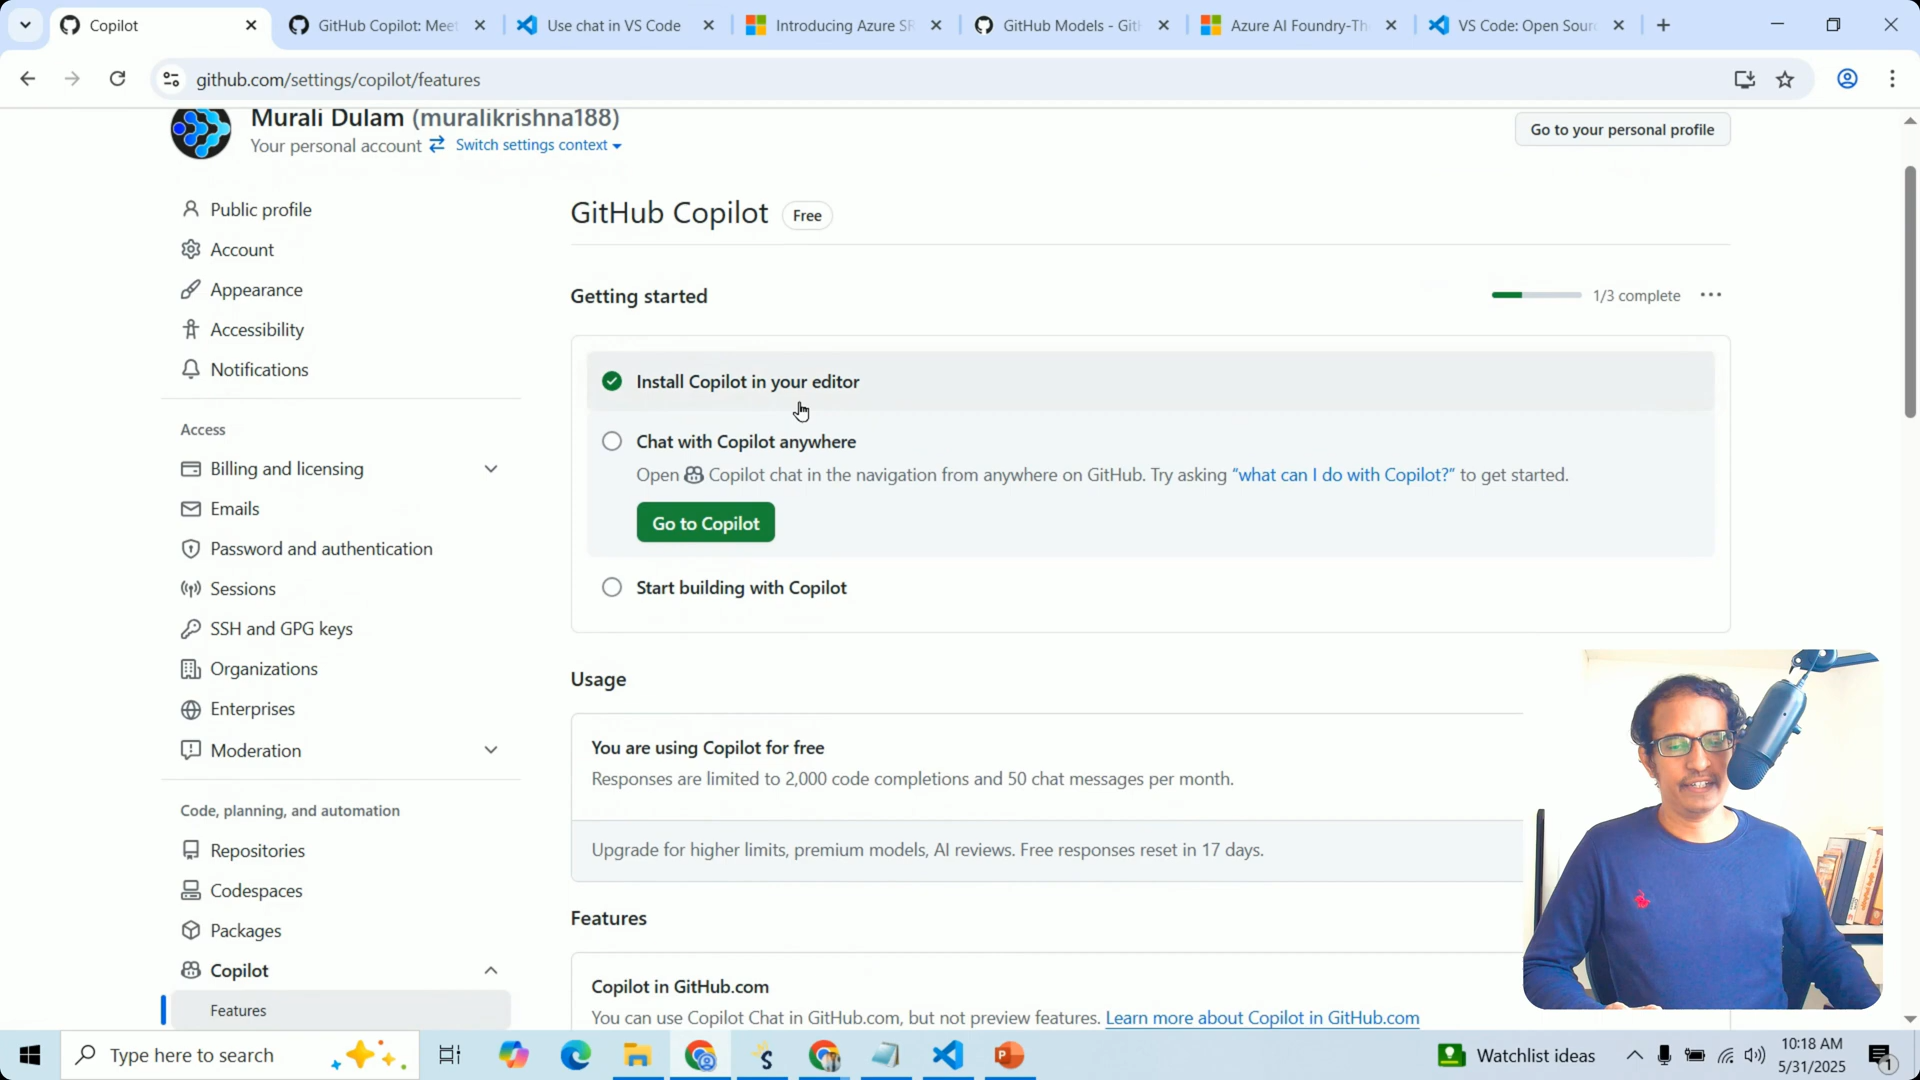 Copilot
GitHub Copilot: Meet
Use chat in VS Code
Introducing Azure SR
GitHub Models - Git
Azure AI Foundry-Th
VS Code: Open Sour
github.com/settings/copilot/features
Murali Dulam (muralikrishna188)
Your personal account
Switch settings context
Go to your personal profile
Public profile
Account
Appearance
Accessibility
Notifications
Access
Billing and licensing
Emails
Password and authentication
Sessions
SSH and GPG keys
Organizations
Enterprises
Moderation
Code, planning, and automation
Repositories
Codespaces
Packages
Copilot
Features
GitHub Copilot
Free
Getting started
1/3 complete
Install Copilot in your editor
Chat with Copilot anywhere
Open Copilot chat in the navigation from anywhere on GitHub. Try asking “what can I do with Copilot?” to get started.
Go to Copilot
Start building with Copilot
Usage
You are using Copilot for free
Responses are limited to 2,000 code completions and 50 chat messages per month.
Upgrade for higher limits, premium models, AI reviews. Free responses reset in 17 days.
Features
Copilot in GitHub.com
You can use Copilot Chat in GitHub.com, but not preview features. Learn more about Copilot in GitHub.com
Type here to search
Watchlist ideas
10:18 AM
5/31/2025
1